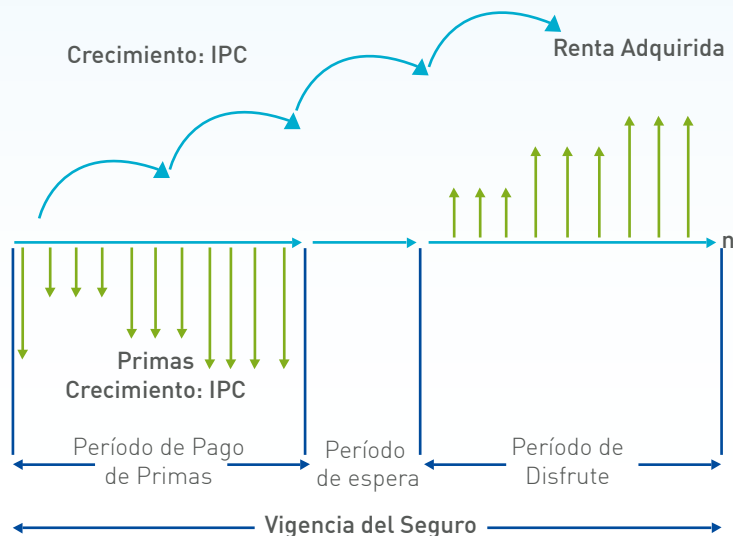 Crecimiento: IPC
Renta Adquirida
n
Primas
Crecimiento: IPC
Período de Pago
de Primas
Período
de espera
Período de
Disfrute
Vigencia del Seguro